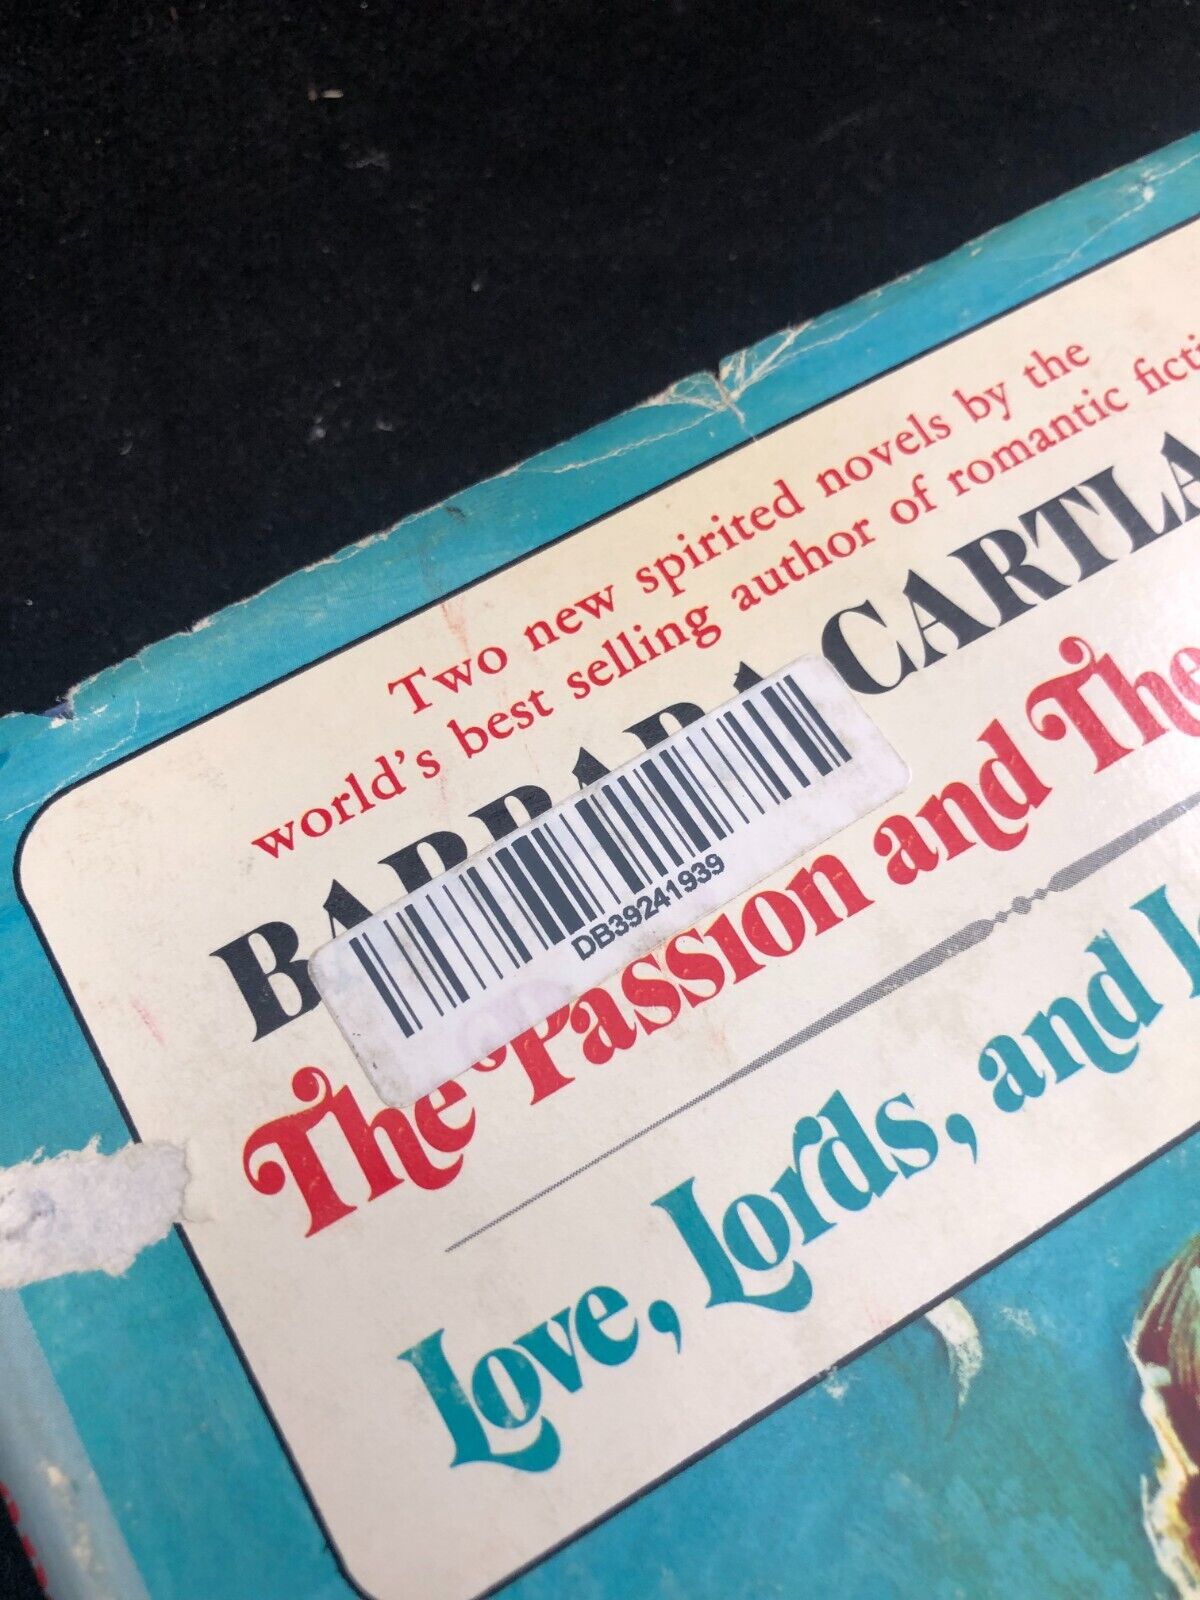 Two new spirited novels by the
world's best selling author of romantic ficti
BARBARA CARTLA
DB39241939
The Passion and The
Love, Lords, and L